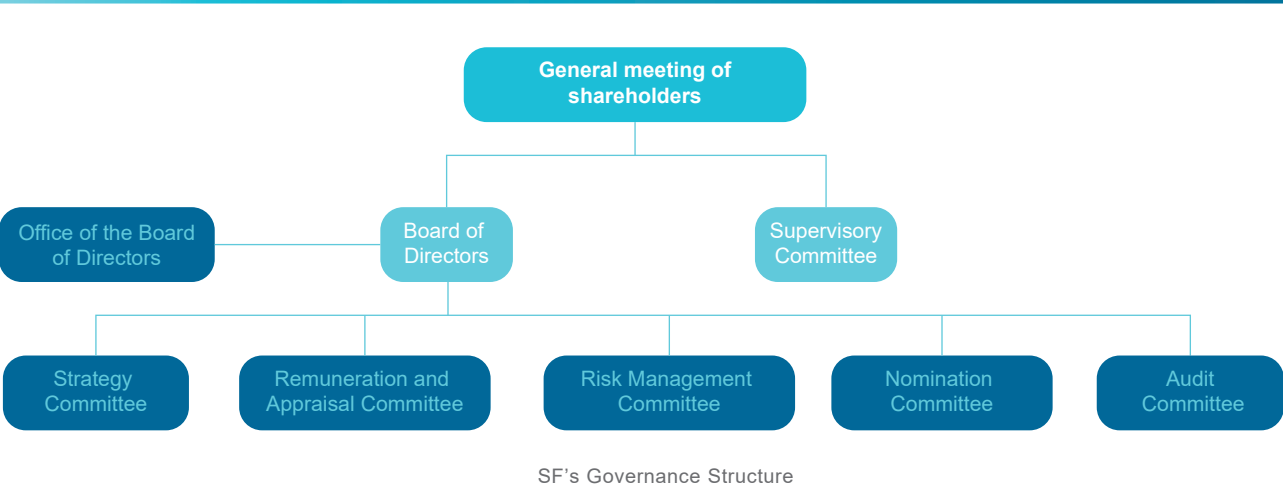 General meeting of
shareholders
Office of the Board
of Directors
Board of
Directors
Supervisory
Committee
Strategy
Committee
Remuneration and
Appraisal Committee
Risk Management
Committee
Nomination
Committee
Audit
Committee
SF's Governance Structure